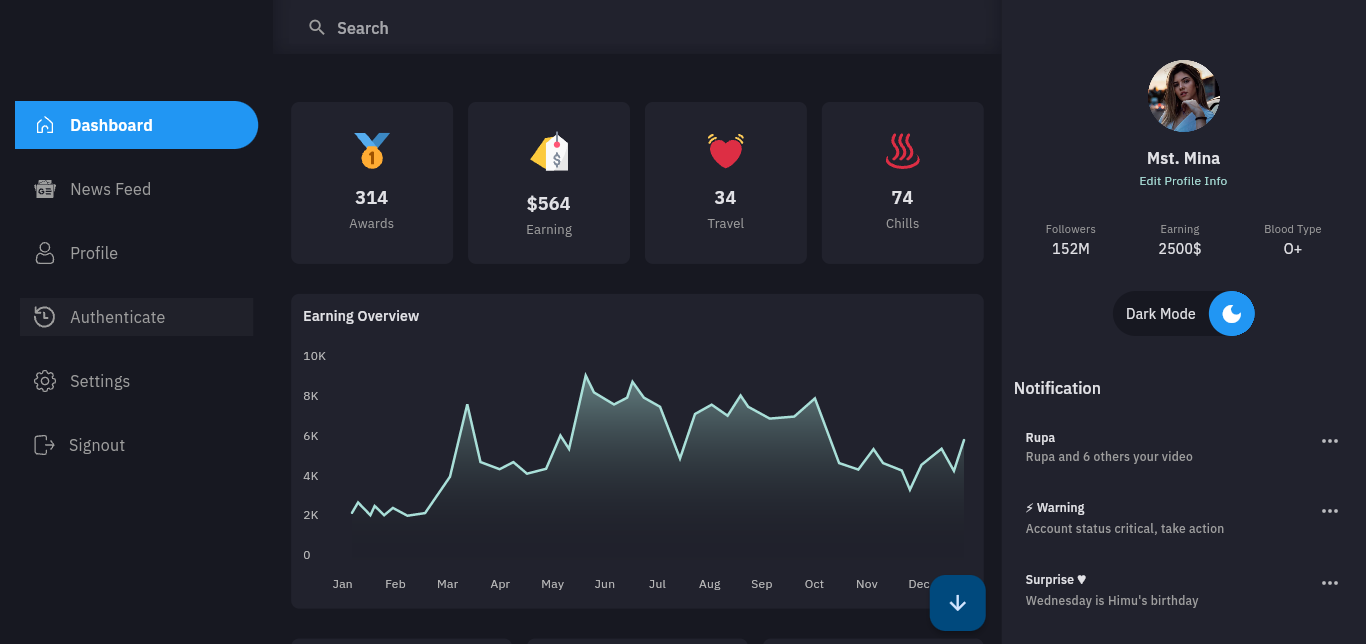 Search
Dashboard
News Feed
Profile
Authenticate
Settings
Signout
1
314
Awards
$
$564
Earning
34
Travel
74
Chills
Earning Overview
10K
8K
6K
4K
2K
0
Jan Feb Mar Apr May Jun Jul Aug Sep Oct Nov Dec
Mst. Mina
Edit Profile Info
Followers Earning Blood Type
152M 2500$ O+
Dark Mode
Notification
Rupa
Rupa and 6 others your video
⚡ Warning
Account status critical, take action
Surprise ♥
Wednesday is Himu's birthday